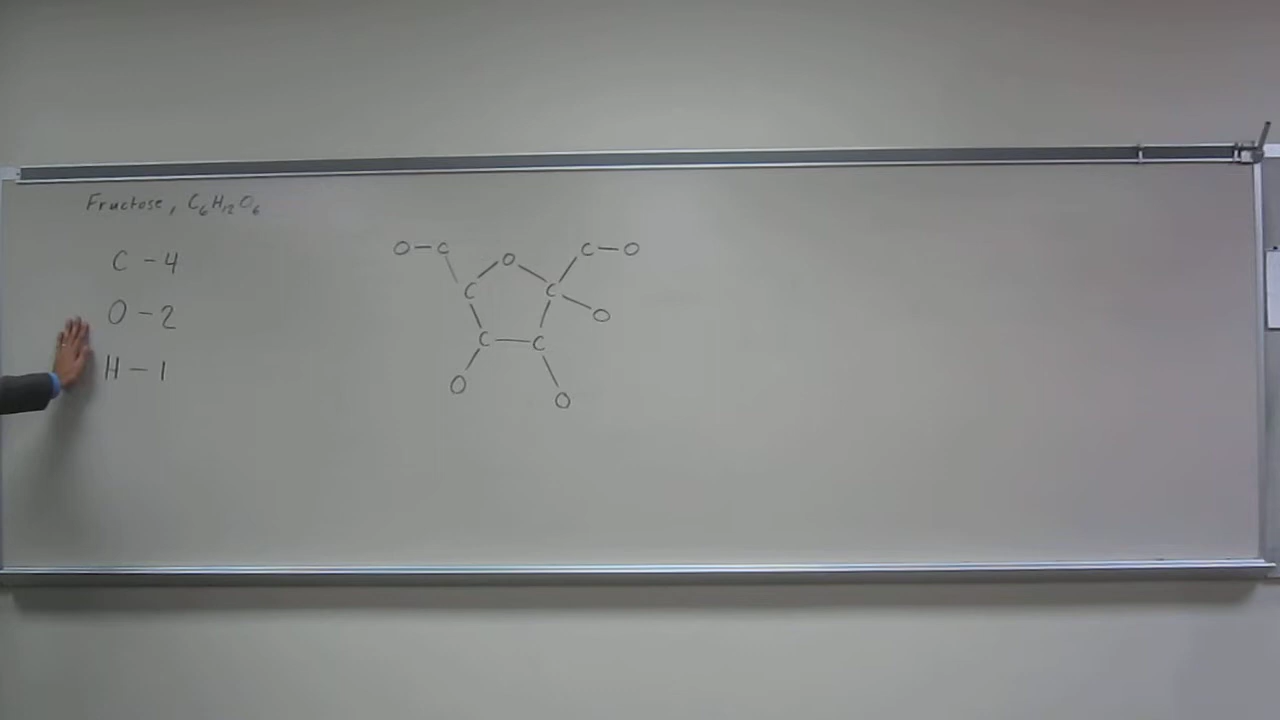 Fructose, C₆H₁₂O₆
C - 4
O - 2
H - 1
O-C O C-O
C C
O
C-C
O
O